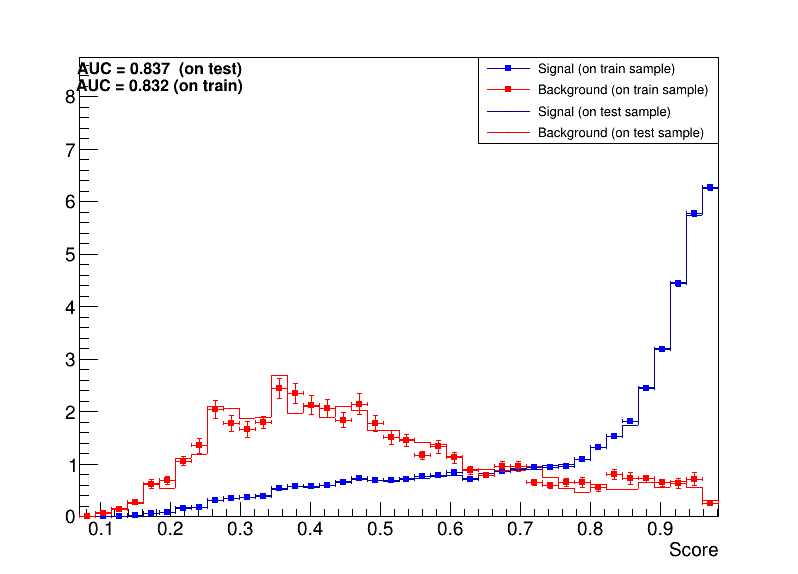 AUC = 0.837 (on test)
AUC = 0.832 (on train)
Signal (on train sample)
Background (on train sample)
Signal (on test sample)
Background (on test sample)
8
7
6
5
4
3
2
1
0
0.1 0.2 0.3 0.4 0.5 0.6 0.7 0.8 0.9
Score